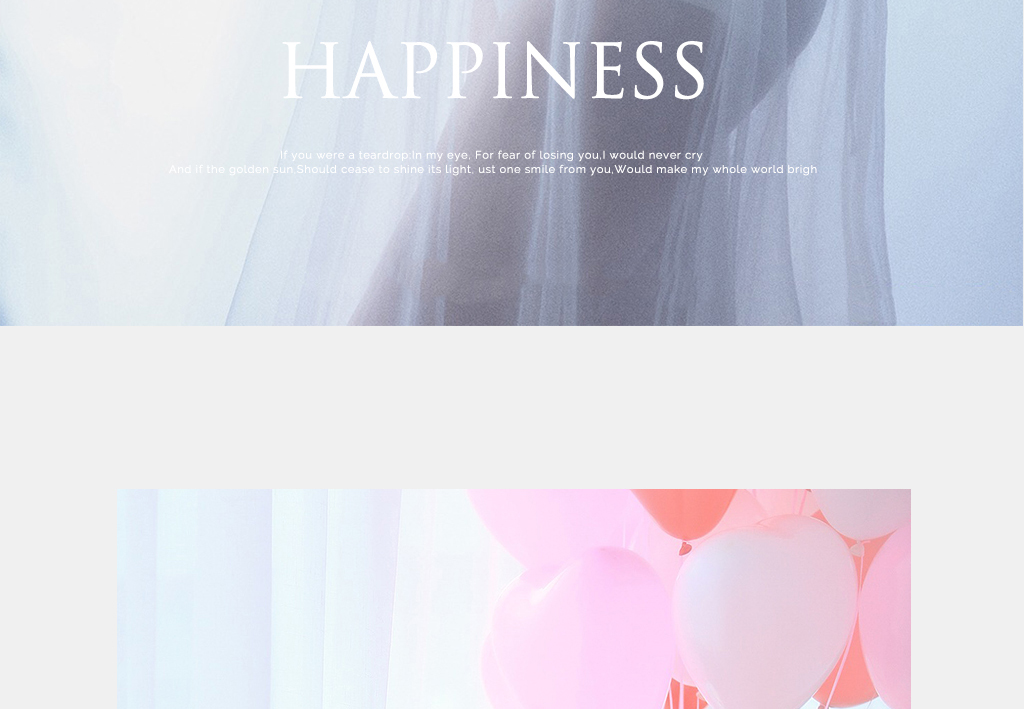 HAPPINESS
If you were a teardrop;In my eye, For fear of losing you,I would never cry
And if the golden sun,Should cease to shine its light, ust one smile from you,Would make my whole world brigh